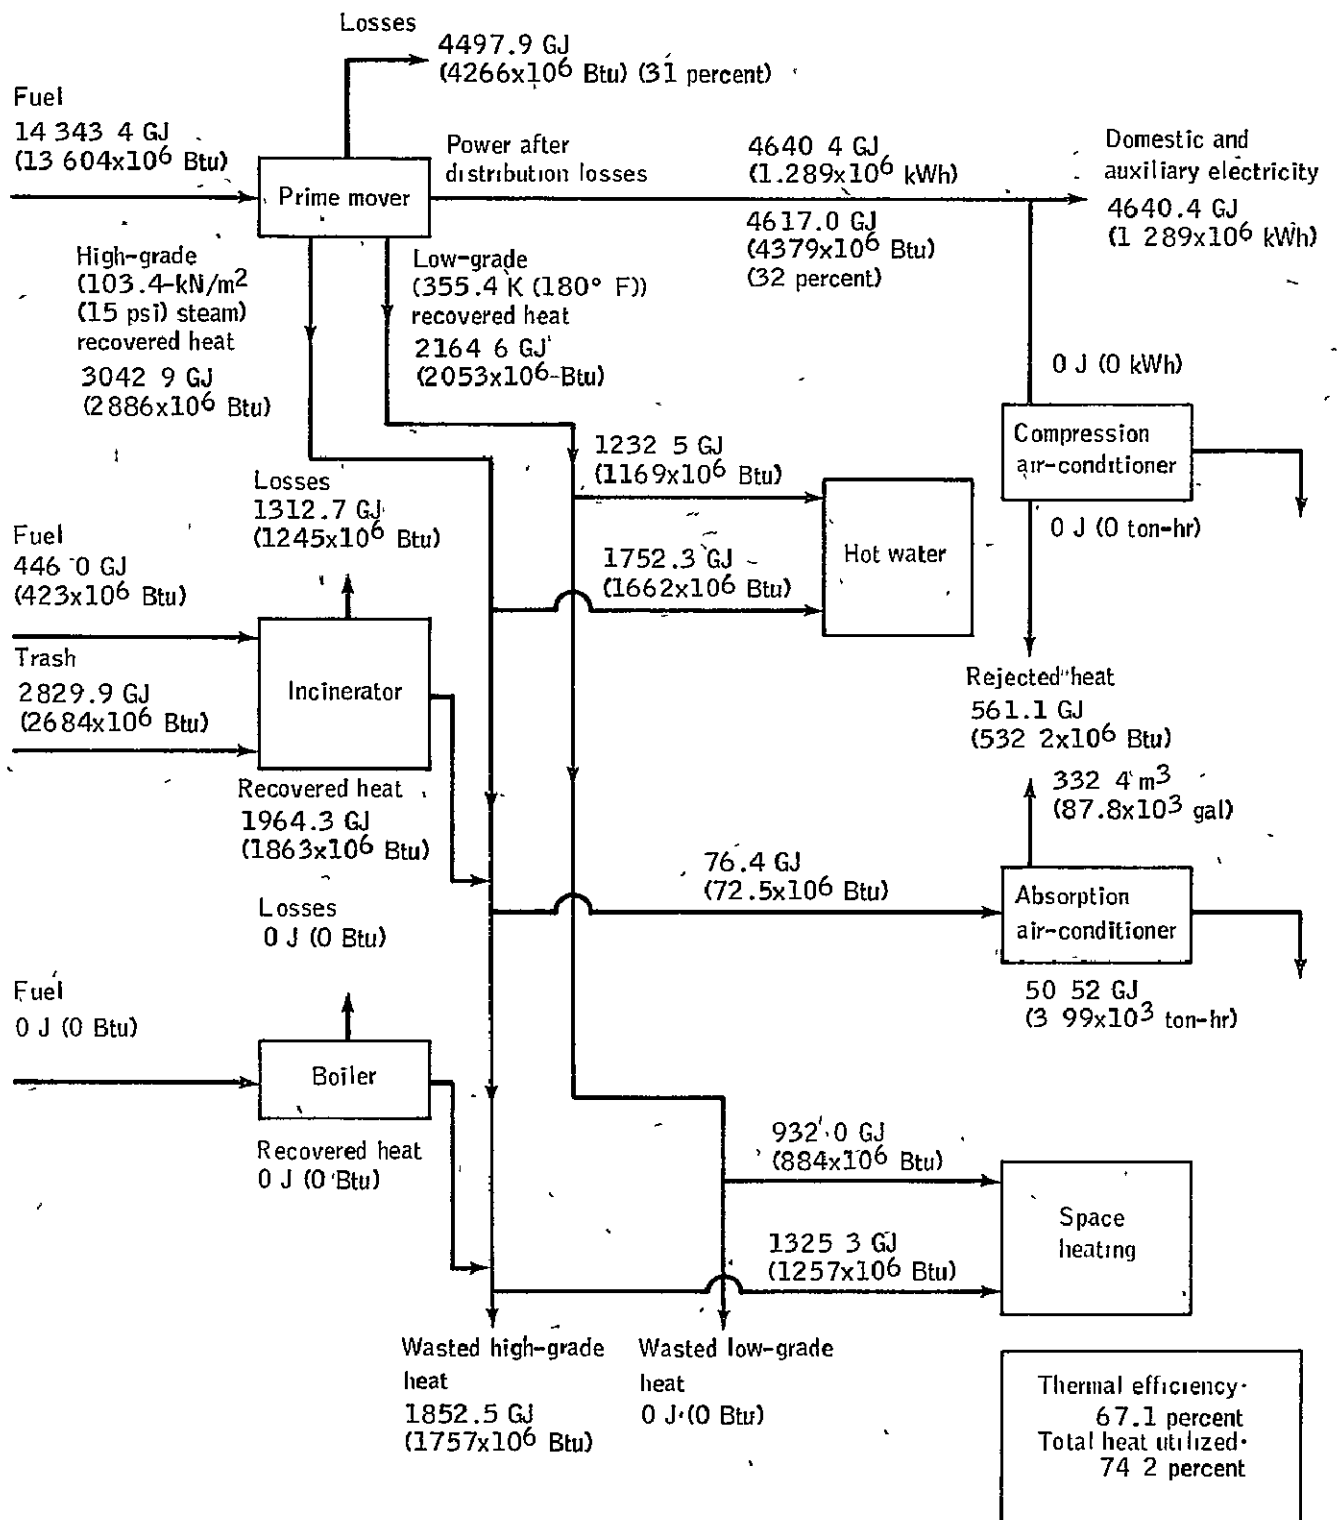 Losses
4497.9 GJ
(4266x10⁶ Btu) (31 percent)
Fuel
14 343 4 GJ
(13 604x10⁶ Btu)
Prime mover
Power after
distribution losses
4640 4 GJ
(1.289x10⁶ kWh)
4617.0 GJ
(4379x10⁶ Btu)
(32 percent)
Domestic and
auxiliary electricity
4640.4 GJ
(1 289x10⁶ kWh)
High-grade
(103.4-kN/m²
(15 psi) steam)
recovered heat
3042 9 GJ
(2886x10⁶ Btu)
Low-grade
(355.4 K (180° F))
recovered heat
2164 6 GJ
(2053x10⁶ Btu)
0 J (0 kWh)
Compression
air-conditioner
0 J (0 ton-hr)
1232 5 GJ
(1169x10⁶ Btu)
1752.3 GJ
(1662x10⁶ Btu)
Hot water
Losses
1312.7 GJ
(1245x10⁶ Btu)
Fuel
446 0 GJ
(423x10⁶ Btu)
Trash
2829.9 GJ
(2684x10⁶ Btu)
Incinerator
Recovered heat
1964.3 GJ
(1863x10⁶ Btu)
Rejected heat
561.1 GJ
(532 2x10⁶ Btu)
332 4 m³
(87.8x10³ gal)
76.4 GJ
(72.5x10⁶ Btu)
Absorption
air-conditioner
50 52 GJ
(3 99x10³ ton-hr)
Losses
0 J (0 Btu)
Fuel
0 J (0 Btu)
Boiler
Recovered heat
0 J (0 Btu)
932 0 GJ
(884x10⁶ Btu)
1325 3 GJ
(1257x10⁶ Btu)
Space
heating
Wasted high-grade
heat
1852.5 GJ
(1757x10⁶ Btu)
Wasted low-grade
heat
0 J (0 Btu)
Thermal efficiency·
67.1 percent
Total heat utilized·
74 2 percent